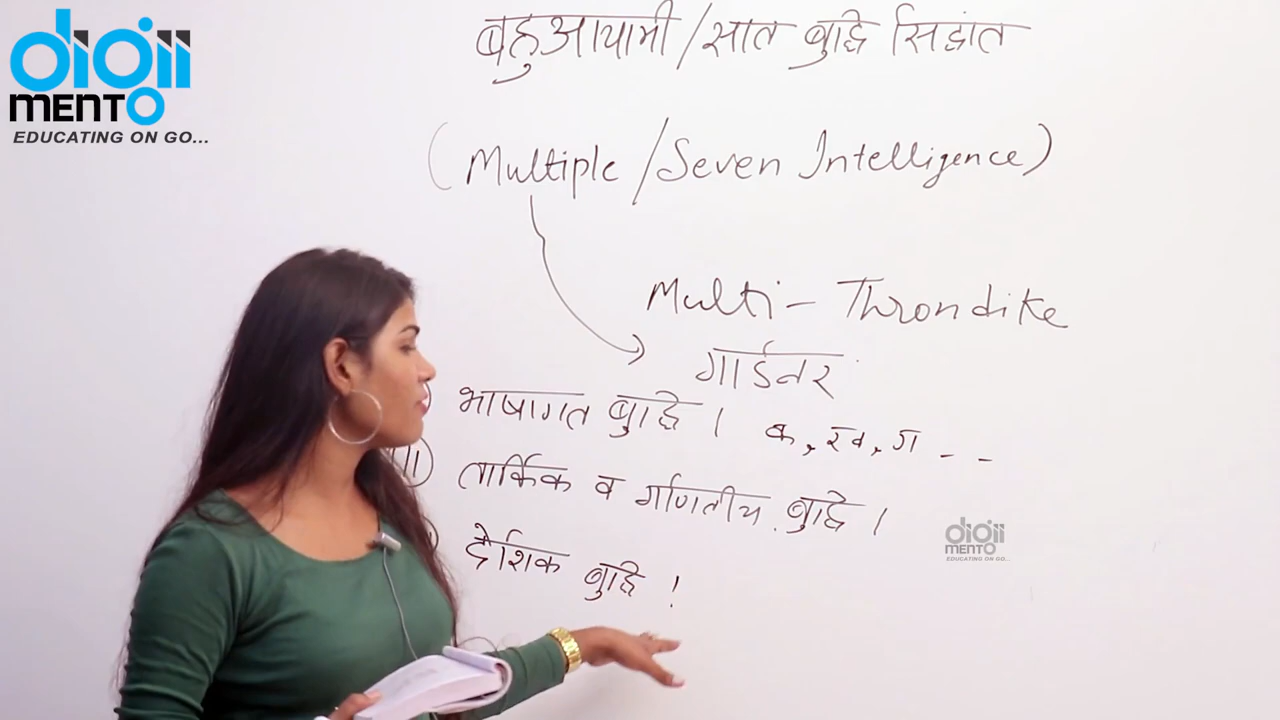 digii
MENTO
EDUCATING ON GO...
बहुआयामी / सात बुद्धि सिद्धांत
( Multiple / Seven Intelligence )
Multi - Throndike
गार्डनर
भाषागत बुद्धि । क, ख, ग - -
II) तार्किक व गणितीय बुद्धि ।
दैशिक बुद्धि !
digii
MENTO
EDUCATING ON GO...